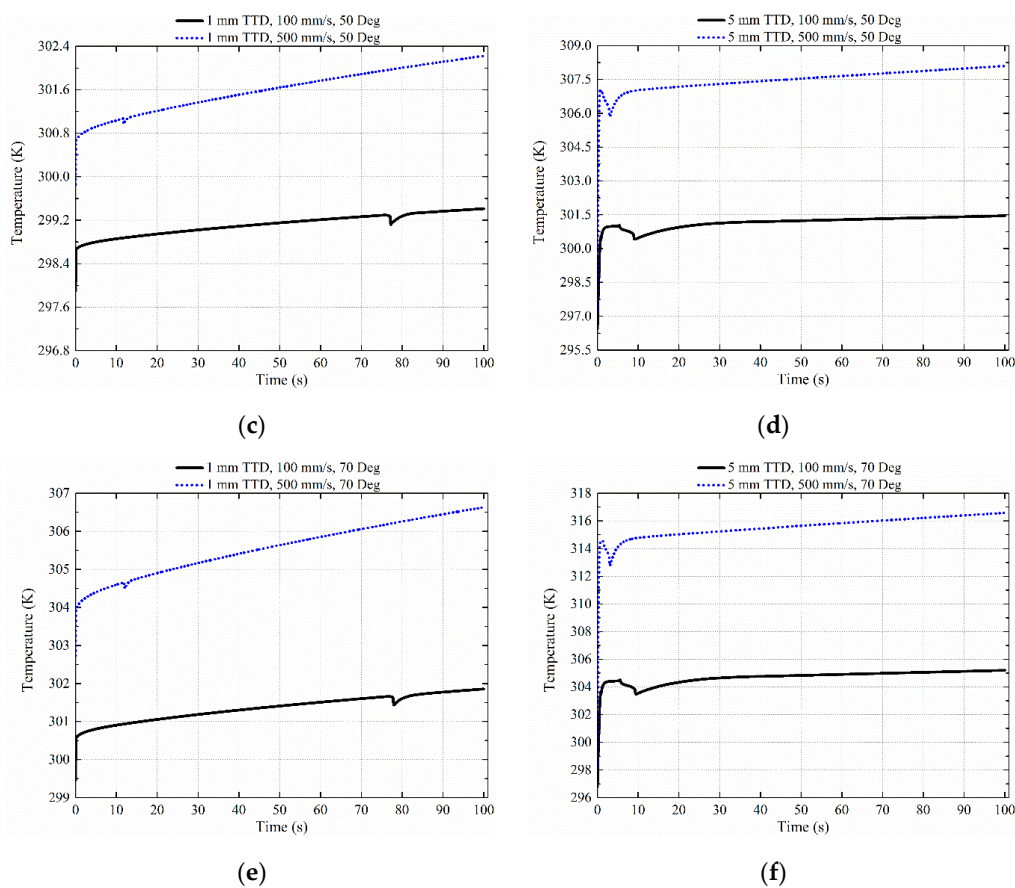 1 mm TTD, 100 mm/s, 50 Deg
1 mm TTD, 500 mm/s, 50 Deg
302.4
301.6
300.8
300.0
299.2
298.4
297.6
296.8
Temperature (K)
0 10 20 30 40 50 60 70 80 90 100
Time (s)
(c)
5 mm TTD, 100 mm/s, 50 Deg
5 mm TTD, 500 mm/s, 50 Deg
309.0
307.5
306.0
304.5
303.0
301.5
300.0
298.5
297.0
295.5
Temperature (K)
0 10 20 30 40 50 60 70 80 90 100
Time (s)
(d)
1 mm TTD, 100 mm/s, 70 Deg
1 mm TTD, 500 mm/s, 70 Deg
307
306
305
304
303
302
301
300
299
Temperature (K)
0 10 20 30 40 50 60 70 80 90 100
Time (s)
(e)
5 mm TTD, 100 mm/s, 70 Deg
5 mm TTD, 500 mm/s, 70 Deg
318
316
314
312
310
308
306
304
302
300
298
296
Temperature (K)
0 10 20 30 40 50 60 70 80 90 100
Time (s)
(f)